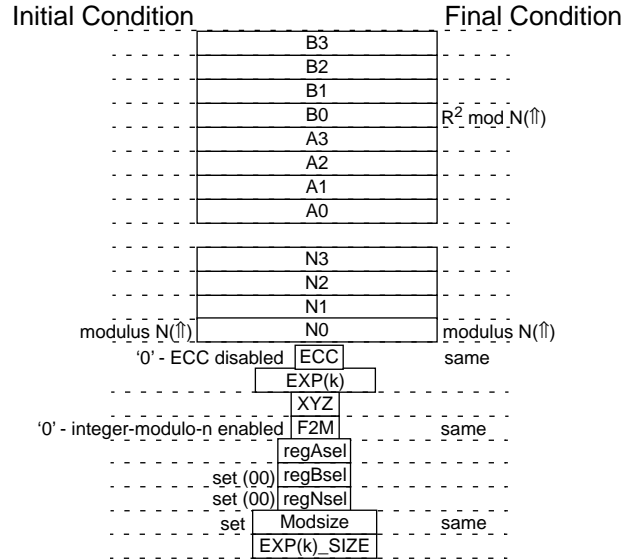 Initial Condition Final Condition
B3
B2
B1
B0 R² mod N(⇑)
A3
A2
A1
A0
N3
N2
N1
modulus N(⇑) N0 modulus N(⇑)
‘0’ - ECC disabled ECC same
EXP(k)
XYZ
‘0’ - integer-modulo-n enabled F2M same
regAsel
set (00) regBsel
set (00) regNsel
set Modsize same
EXP(k)_SIZE